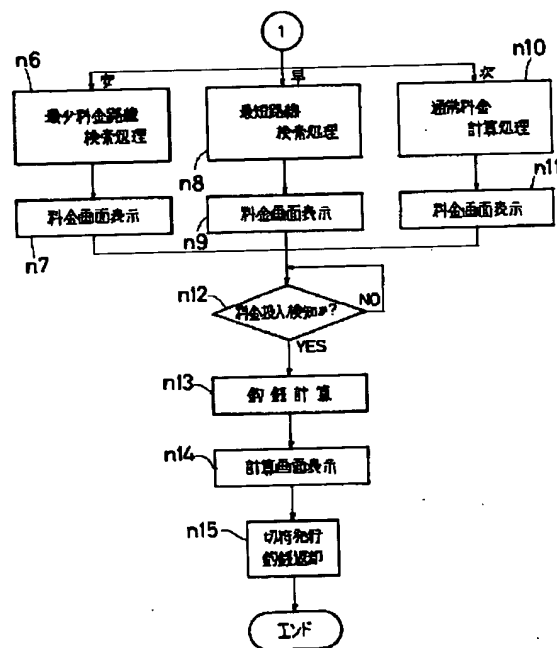 1
n6
安
早
次
n10
最少料金路線
検索処理
最短路線
検索処理
通常料金
計算処理
n8
n11
料金画面表示
料金画面表示
料金画面表示
n7
n9
n12
料金投入検知か?
NO
YES
n13
釣銭計算
n14
計算画面表示
n15
切符発行
釣銭返却
エンド